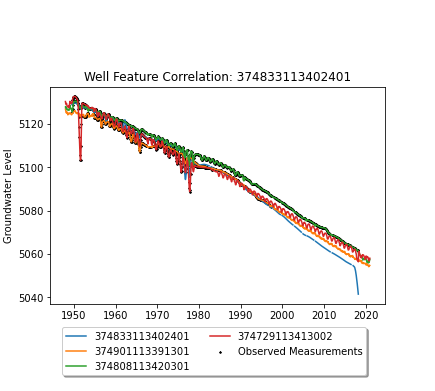 Well Feature Correlation: 374833113402401
Groundwater Level
5120
5100
5080
5060
5040
1950 1960 1970 1980 1990 2000 2010 2020
374833113402401
374901113391301
374808113420301
374729113413002
Observed Measurements